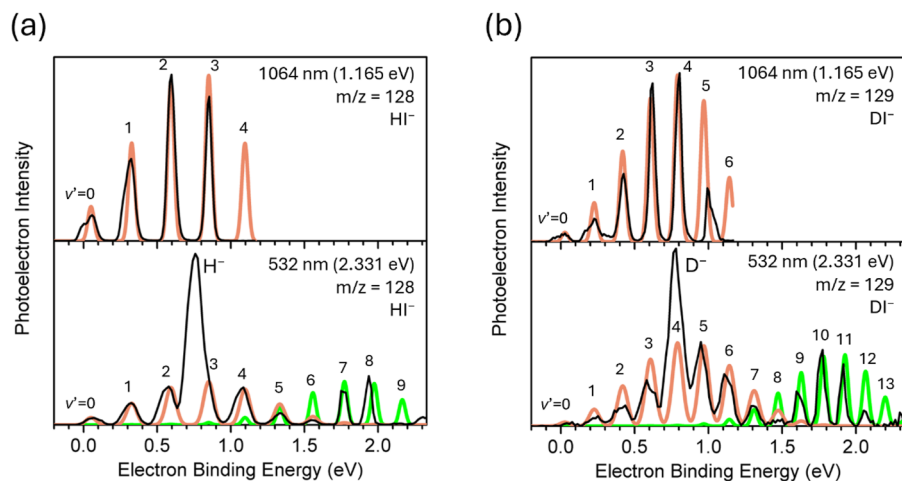 (a)
1064 nm (1.165 eV)
m/z = 128
HI⁻
v'=0
1
2
3
4
532 nm (2.331 eV)
m/z = 128
HI⁻
H⁻
v'=0
1
2
3
4
5
6
7
8
9
Photoelectron Intensity
Photoelectron Intensity
0.0 0.5 1.0 1.5 2.0
Electron Binding Energy (eV)
(b)
1064 nm (1.165 eV)
m/z = 129
DI⁻
v'=0
1
2
3
4
5
6
532 nm (2.331 eV)
m/z = 129
DI⁻
D⁻
v'=0
1
2
3
4
5
6
7
8
9
10
11
12
13
Photoelectron Intensity
Photoelectron Intensity
0.0 0.5 1.0 1.5 2.0
Electron Binding Energy (eV)